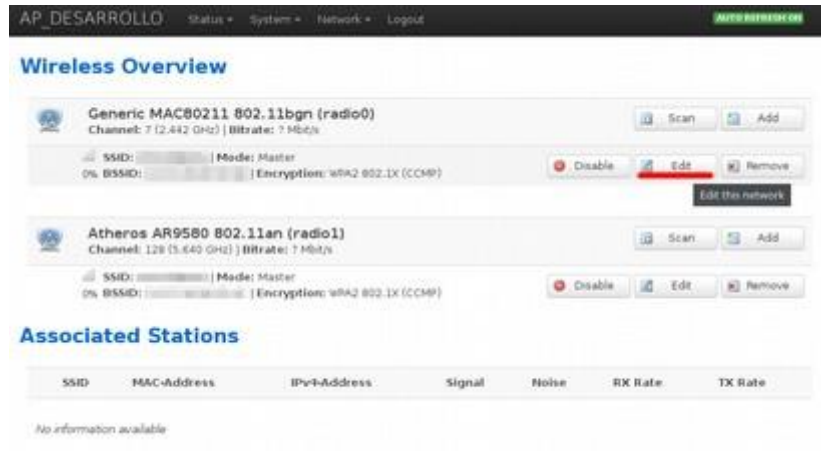 AP_DESARROLLO Status System Network Logout AUTO REFRESH ON
Wireless Overview
Generic MAC80211 802.11bgn (radio0) Scan Add
Channel: 7 (2.442 GHz) | Bitrate: ? Mbit/s
SSID: | Mode: Master
0% BSSID: | Encryption: WPA2 802.1X (CCMP) Disable Edit Remove
Edit this network
Atheros AR9580 802.11an (radio1) Scan Add
Channel: 128 (5.640 GHz) | Bitrate: ? Mbit/s
SSID: | Mode: Master
0% BSSID: | Encryption: WPA2 802.1X (CCMP) Disable Edit Remove
Associated Stations
SSID MAC-Address IPv4-Address Signal Noise RX Rate TX Rate
No information available